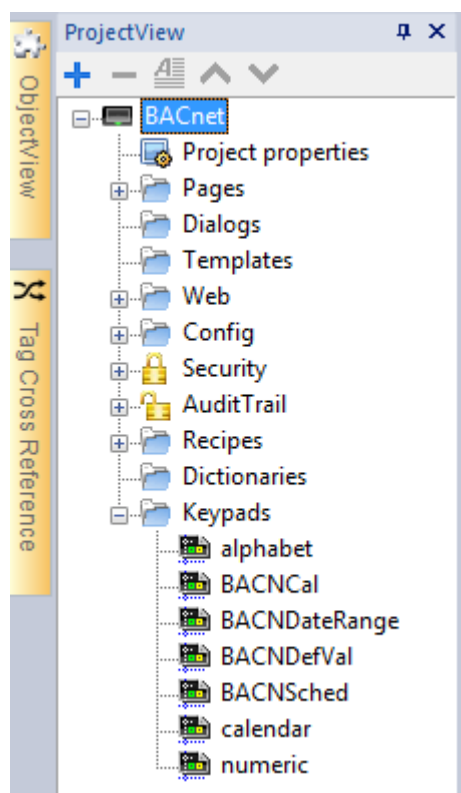 ProjectView
ObjectView
Tag Cross Reference
BACnet
Project properties
Pages
Dialogs
Templates
Web
Config
Security
AuditTrail
Recipes
Dictionaries
Keypads
alphabet
BACNCal
BACNDateRange
BACNDefVal
BACNSched
calendar
numeric